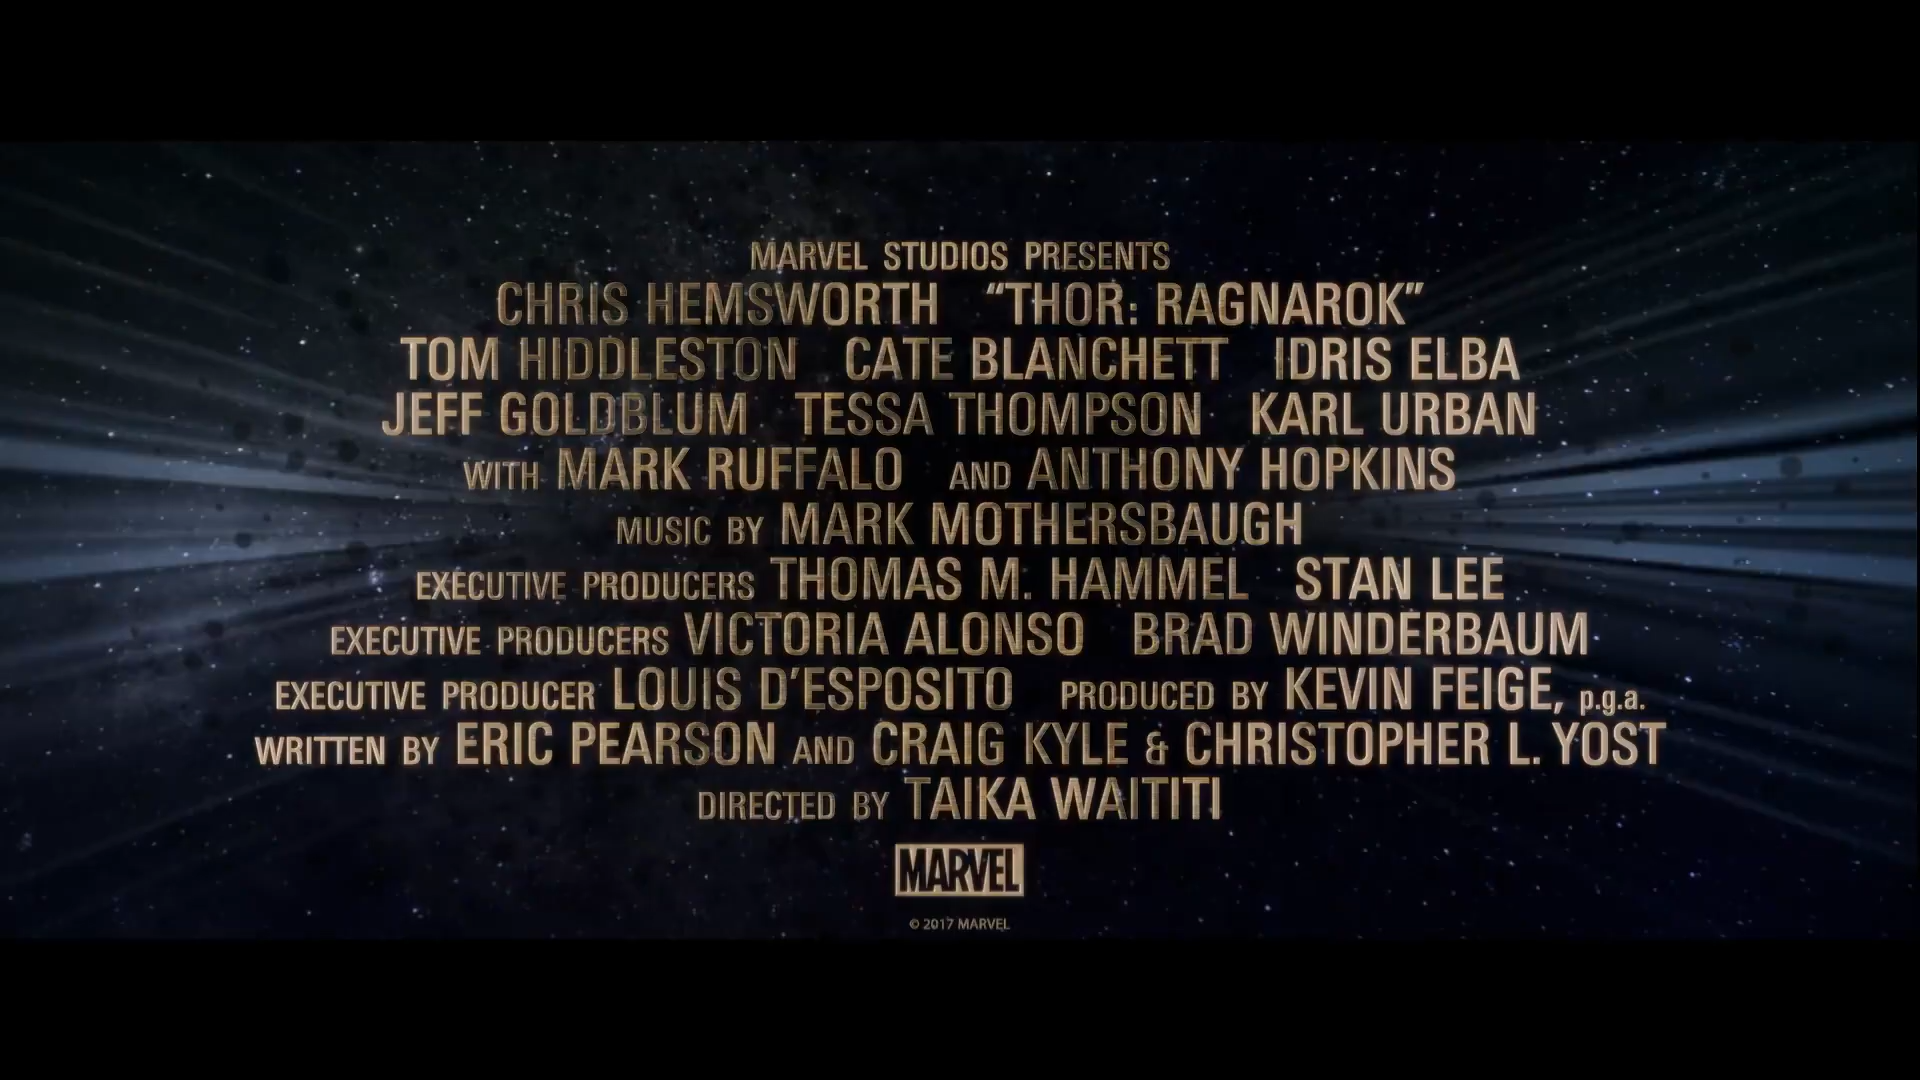 MARVEL STUDIOS PRESENTS
CHRIS HEMSWORTH “THOR: RAGNAROK”
TOM HIDDLESTON CATE BLANCHETT IDRIS ELBA
JEFF GOLDBLUM TESSA THOMPSON KARL URBAN
WITH MARK RUFFALO AND ANTHONY HOPKINS
MUSIC BY MARK MOTHERSBAUGH
EXECUTIVE PRODUCERS THOMAS M. HAMMEL STAN LEE
EXECUTIVE PRODUCERS VICTORIA ALONSO BRAD WINDERBAUM
EXECUTIVE PRODUCER LOUIS D’ESPOSITO PRODUCED BY KEVIN FEIGE, p.g.a.
WRITTEN BY ERIC PEARSON AND CRAIG KYLE & CHRISTOPHER L. YOST
DIRECTED BY TAIKA WAITITI
MARVEL
© 2017 MARVEL